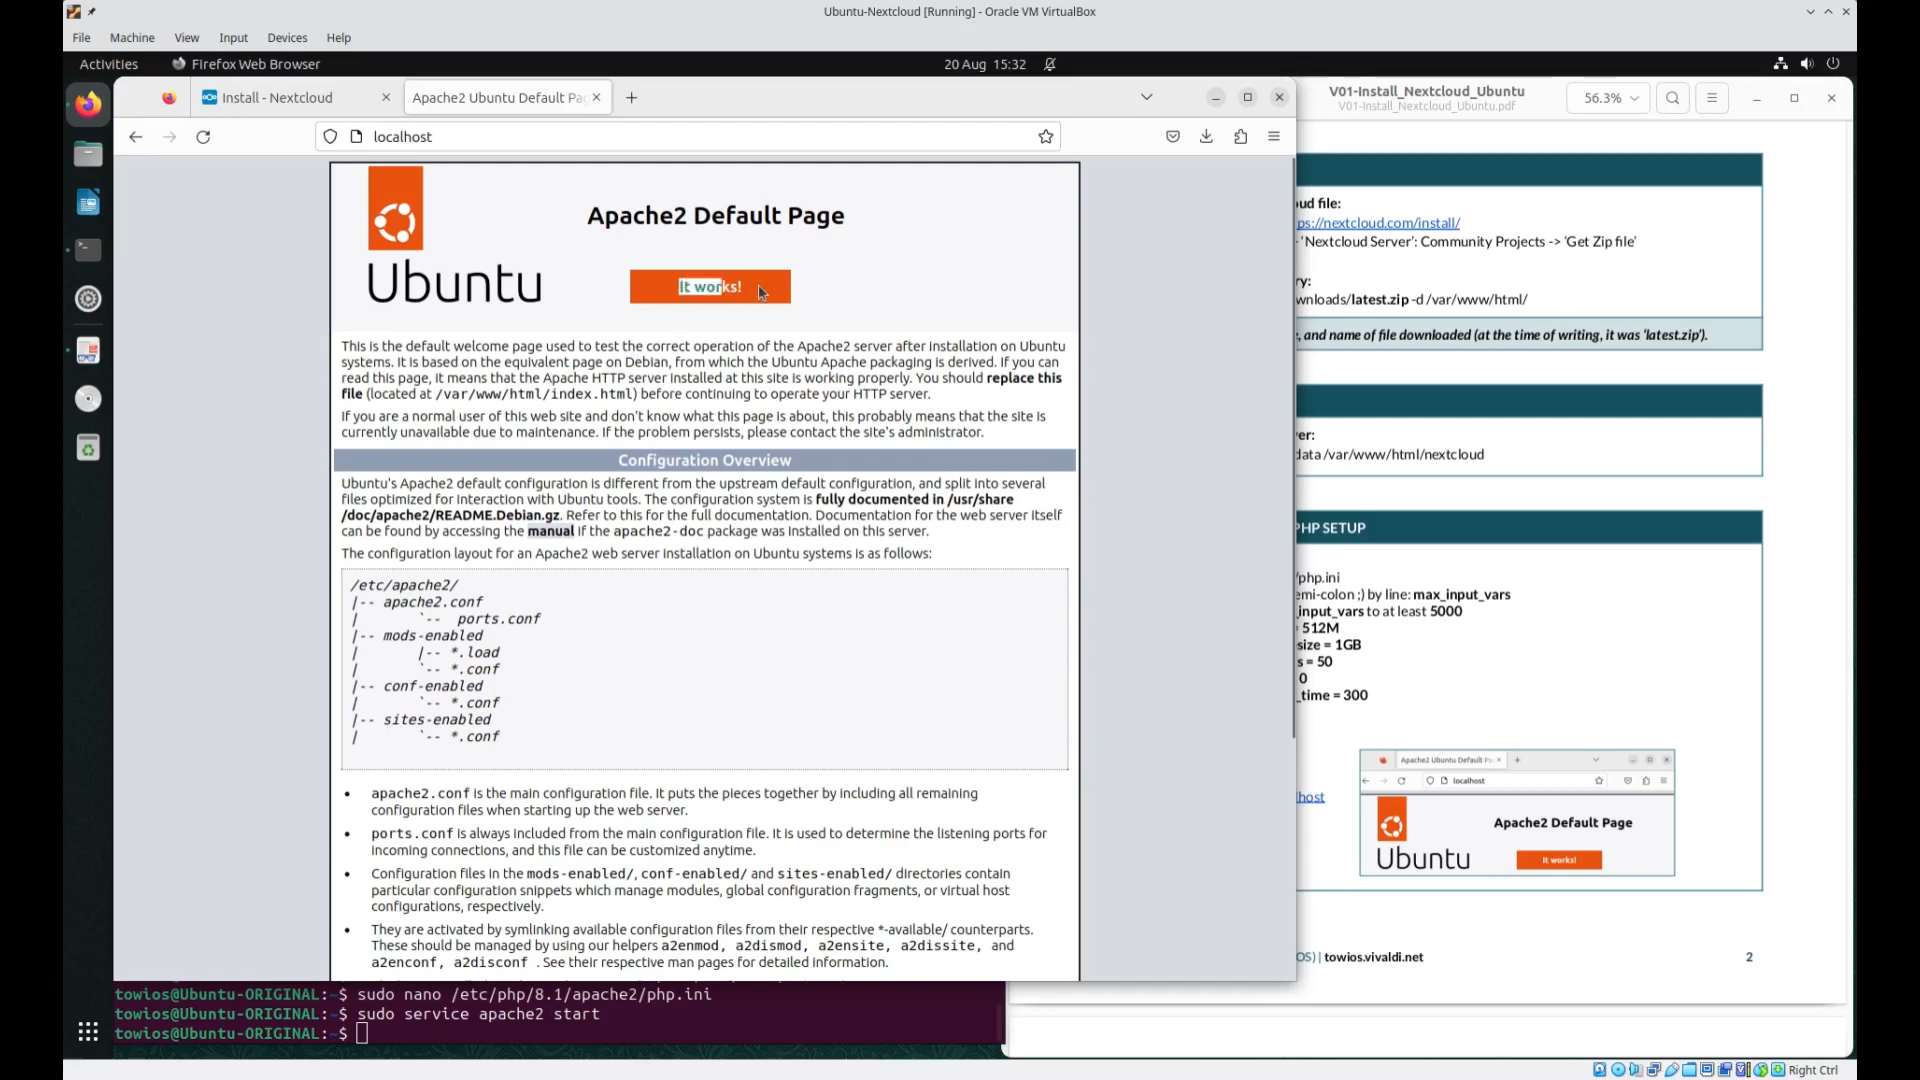 Ubuntu-Nextcloud [Running] - Oracle VM VirtualBox
File Machine View Input Devices Help
Activities Firefox Web Browser 20 Aug 15:32
Install - Nextcloud
Apache2 Ubuntu Default Pag
localhost
Apache2 Default Page
Ubuntu
It works!
This is the default welcome page used to test the correct operation of the Apache2 server after installation on Ubuntu
systems. It is based on the equivalent page on Debian, from which the Ubuntu Apache packaging is derived. If you can
read this page, it means that the Apache HTTP server installed at this site is working properly. You should replace this
file (located at /var/www/html/index.html) before continuing to operate your HTTP server.
If you are a normal user of this web site and don't know what this page is about, this probably means that the site is
currently unavailable due to maintenance. If the problem persists, please contact the site's administrator.
Configuration Overview
Ubuntu's Apache2 default configuration is different from the upstream default configuration, and split into several
files optimized for interaction with Ubuntu tools. The configuration system is fully documented in /usr/share
/doc/apache2/README.Debian.gz. Refer to this for the full documentation. Documentation for the web server itself
can be found by accessing the manual if the apache2-doc package was installed on this server.
The configuration layout for an Apache2 web server installation on Ubuntu systems is as follows:
/etc/apache2/
|-- apache2.conf
|       `-- ports.conf
|-- mods-enabled
|       |-- *.load
|       `-- *.conf
|-- conf-enabled
|       `-- *.conf
|-- sites-enabled
|       `-- *.conf
• apache2.conf is the main configuration file. It puts the pieces together by including all remaining
configuration files when starting up the web server.
• ports.conf is always included from the main configuration file. It is used to determine the listening ports for
incoming connections, and this file can be customized anytime.
• Configuration files in the mods-enabled/, conf-enabled/ and sites-enabled/ directories contain
particular configuration snippets which manage modules, global configuration fragments, or virtual host
configurations, respectively.
• They are activated by symlinking available configuration files from their respective *-available/ counterparts.
These should be managed by using our helpers a2enmod, a2dismod, a2ensite, a2dissite, and
a2enconf, a2disconf . See their respective man pages for detailed information.
towios@Ubuntu-ORIGINAL:~$ sudo nano /etc/php/8.1/apache2/php.ini
towios@Ubuntu-ORIGINAL:~$ sudo service apache2 start
towios@Ubuntu-ORIGINAL:~$
V01-Install_Nextcloud_Ubuntu
V01-Install_Nextcloud_Ubuntu.pdf
56.3%
oud file:
ps://nextcloud.com/install/
'Nextcloud Server': Community Projects -> 'Get Zip file'
ry:
wnloads/latest.zip -d /var/www/html/
, and name of file downloaded (at the time of writing, it was 'latest.zip').
ver:
data /var/www/html/nextcloud
PHP SETUP
/php.ini
emi-colon ;) by line: max_input_vars
_input_vars to at least 5000
= 512M
size = 1GB
s = 50
0
_time = 300
lhost
Apache2 Ubuntu Default Pa
localhost
Apache2 Default Page
Ubuntu
It works!
OS) | towios.vivaldi.net 2
Right Ctrl